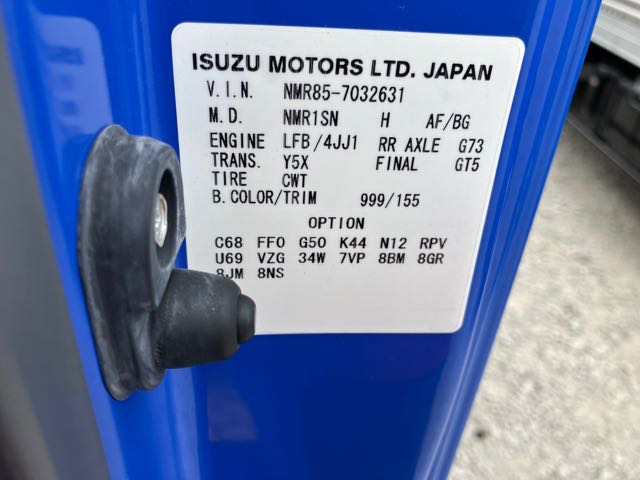 ISUZU MOTORS LTD. JAPAN
V.I.N. NMR85-7032631
M.D. NMR1SN H AF/BG
ENGINE LFB/4JJ1 RR AXLE G73
TRANS. Y5X FINAL GT5
TIRE CWT
B.COLOR/TRIM 999/155
OPTION
C68 FF0 G50 K44 N12 RPV
U69 VZG 34W 7VP 8BM 8GR
8JM 8NS